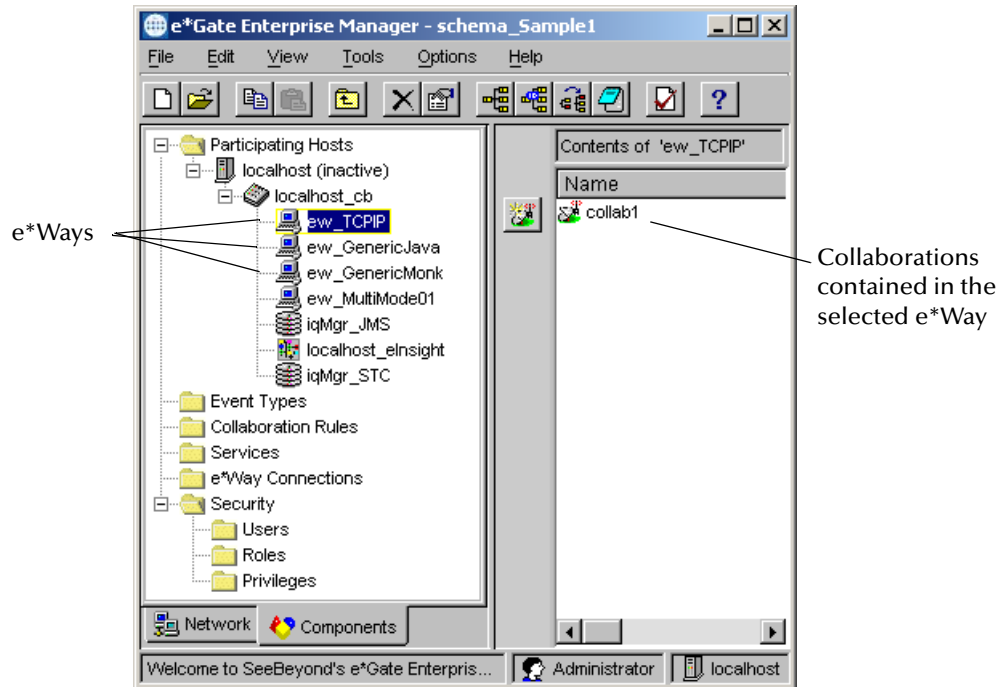 e*Gate Enterprise Manager - schema_Sample1
File Edit View Tools Options Help
?
Participating Hosts
localhost (inactive)
localhost_cb
ew_TCPIP
ew_GenericJava
ew_GenericMonk
ew_MultiMode01
iqMgr_JMS
localhost_eInsight
iqMgr_STC
Event Types
Collaboration Rules
Services
e*Way Connections
Security
Users
Roles
Privileges
Network Components
Contents of 'ew_TCPIP'
Name
collab1
Welcome to SeeBeyond's e*Gate Enterpris... Administrator localhost
e*Ways
Collaborations
contained in the
selected e*Way